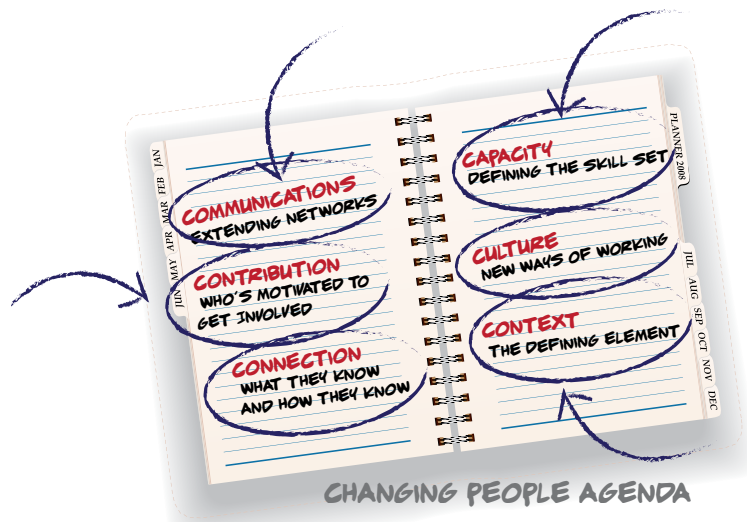 JAN
FEB
MAR
APR
MAY
JUN
COMMUNICATIONS
EXTENDING NETWORKS
CONTRIBUTION
WHO'S MOTIVATED TO
GET INVOLVED
CONNECTION
WHAT THEY KNOW
AND HOW THEY KNOW
CAPACITY
DEFINING THE SKILL SET
CULTURE
NEW WAYS OF WORKING
CONTEXT
THE DEFINING ELEMENT
PLANNER 2008
JUL
AUG
SEP
OCT
NOV
DEC
CHANGING PEOPLE AGENDA